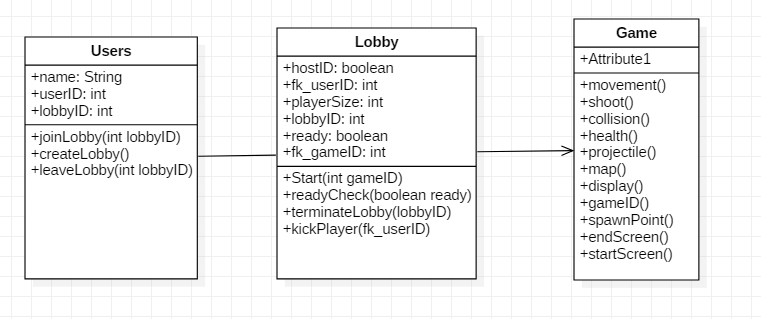 Users
+name: String
+userID: int
+lobbyID: int
+joinLobby(int lobbyID)
+createLobby()
+leaveLobby(int lobbyID)
Lobby
+hostID: boolean
+fk_userID: int
+playerSize: int
+lobbyID: int
+ready: boolean
+fk_gameID: int
+Start(int gameID)
+readyCheck(boolean ready)
+terminateLobby(lobbyID)
+kickPlayer(fk_userID)
Game
+Attribute1
+movement()
+shoot()
+collision()
+health()
+projectile()
+map()
+display()
+gameID()
+spawnPoint()
+endScreen()
+startScreen()